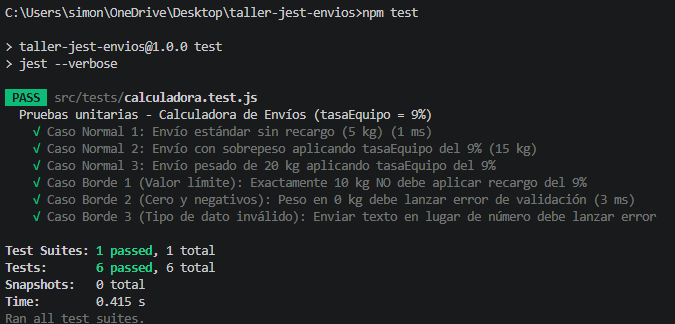 C:\Users\simon\OneDrive\Desktop\taller-jest-envios>npm test
> taller-jest-envios@1.0.0 test
> jest --verbose
PASS src/tests/calculadora.test.js
Pruebas unitarias - Calculadora de Envíos (tasaEquipo = 9%)
√ Caso Normal 1: Envío estándar sin recargo (5 kg) (1 ms)
√ Caso Normal 2: Envío con sobrepeso aplicando tasaEquipo del 9% (15 kg)
√ Caso Normal 3: Envío pesado de 20 kg aplicando tasaEquipo del 9%
√ Caso Borde 1 (Valor límite): Exactamente 10 kg NO debe aplicar recargo del 9%
√ Caso Borde 2 (Cero y negativos): Peso en 0 kg debe lanzar error de validación (3 ms)
√ Caso Borde 3 (Tipo de dato inválido): Enviar texto en lugar de número debe lanzar error
Test Suites: 1 passed, 1 total
Tests: 6 passed, 6 total
Snapshots: 0 total
Time: 0.415 s
Ran all test suites.